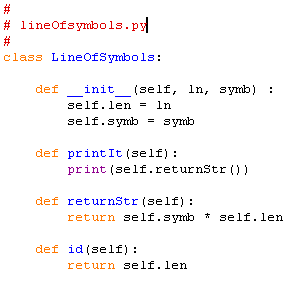 #
# lineOfsymbols.py
#
class LineOfSymbols:
    def __init__(self, ln, symb) :
        self.len = ln
        self.symb = symb
    def printIt(self):
        print(self.returnStr())
    def returnStr(self):
        return self.symb * self.len
    def id(self):
        return self.len